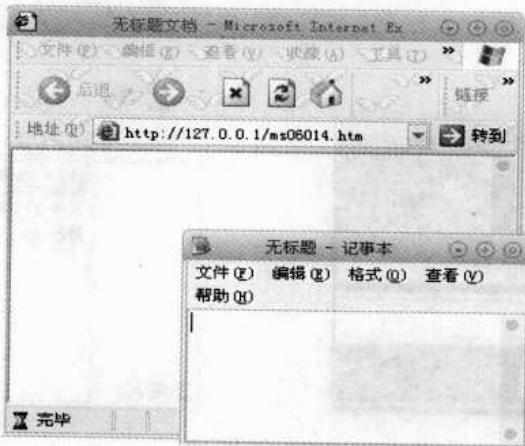 无标题文档 - Microsoft Internet Ex
文件(F) 编辑(E) 查看(V) 收藏(A) 工具(T) »
后退 » 链接
地址(D) http://127.0.0.1/ms06014.htm 转到
无标题 - 记事本
文件(F) 编辑(E) 格式(O) 查看(V)
帮助(H)
完毕